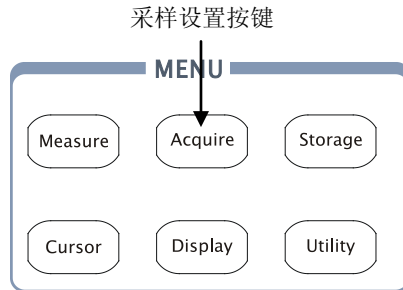 采样设置按键
MENU
Measure Acquire Storage
Cursor Display Utility